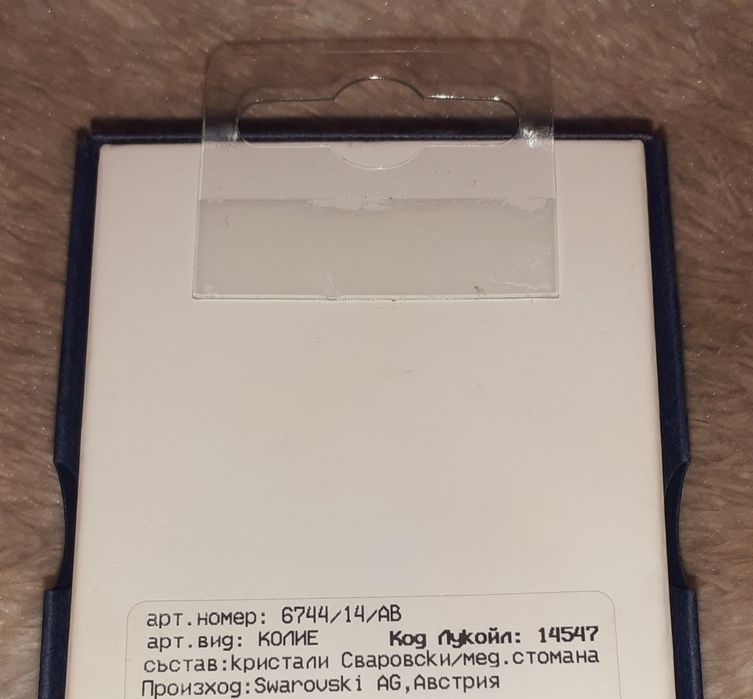 арт.номер: 6744/14/AB
арт.вид: КОЛИЕ Код Лукойл: 14547
състав:кристали Сваровски/мед.стомана
Произход:Swarovski AG,Австрия